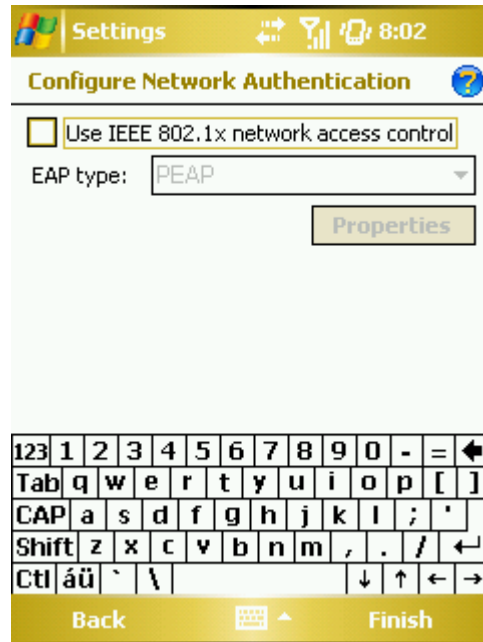 Settings 8:02
Configure Network Authentication ?
Use IEEE 802.1x network access control
EAP type: PEAP
Properties
123 1 2 3 4 5 6 7 8 9 0 - =
Tab q w e r t y u i o p [ ]
CAP a s d f g h j k l ; '
Shift z x c v b n m , . /
Ctl áü ` \
Back Finish